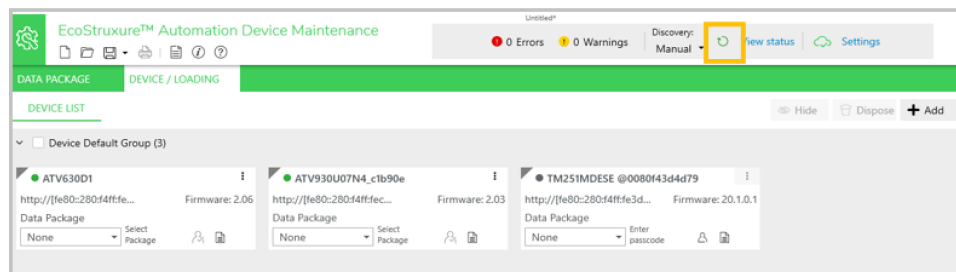 Untitled*
EcoStruxure™ Automation Device Maintenance
0 Errors 0 Warnings Discovery: Manual View status Settings
DATA PACKAGE DEVICE / LOADING
DEVICE LIST Hide Dispose Add
Device Default Group (3)
ATV630D1 ATV930U07N4_c1b90e TM251MDESE @0080f43d4d79
http://[fe80::280:f4ff:fe... Firmware: 2.06 http://[fe80::280:f4ff:fec... Firmware: 2.03 http://[fe80::280:f4ff:fe3d... Firmware: 20.1.0.1
Data Package Data Package Data Package
None Select Package None Select Package None Enter passcode